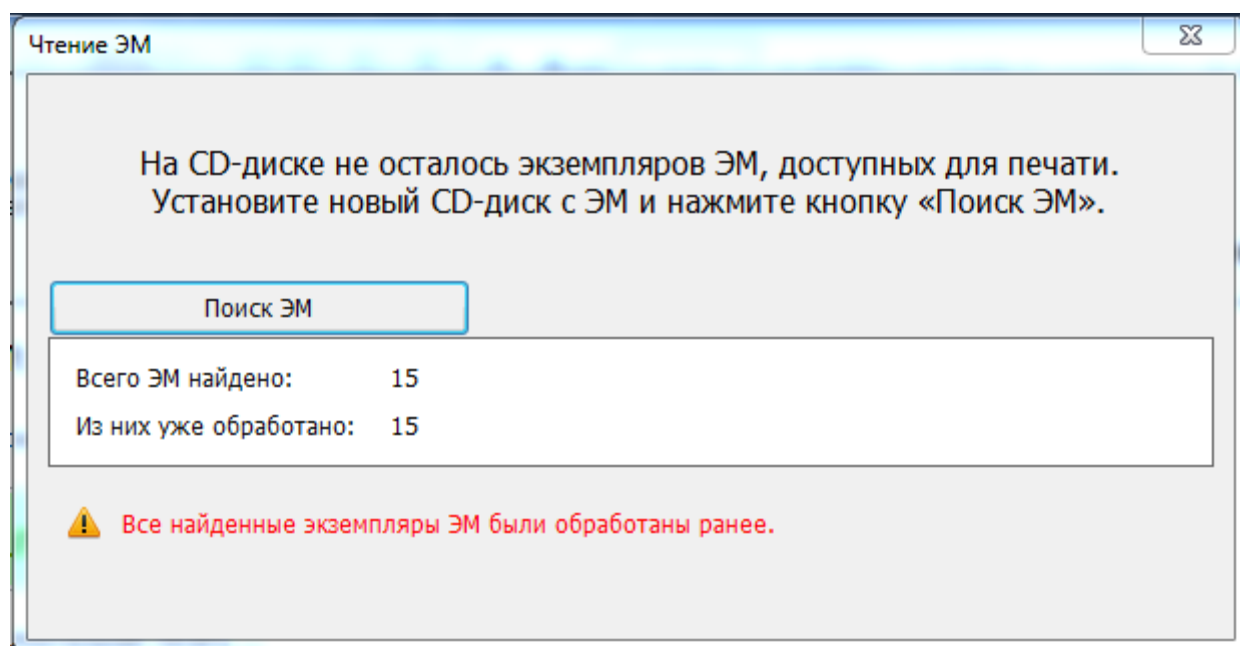 Чтение ЭМ
На CD-диске не осталось экземпляров ЭМ, доступных для печати.
Установите новый CD-диск с ЭМ и нажмите кнопку «Поиск ЭМ».
Поиск ЭМ
Всего ЭМ найдено: 15
Из них уже обработано: 15
Все найденные экземпляры ЭМ были обработаны ранее.